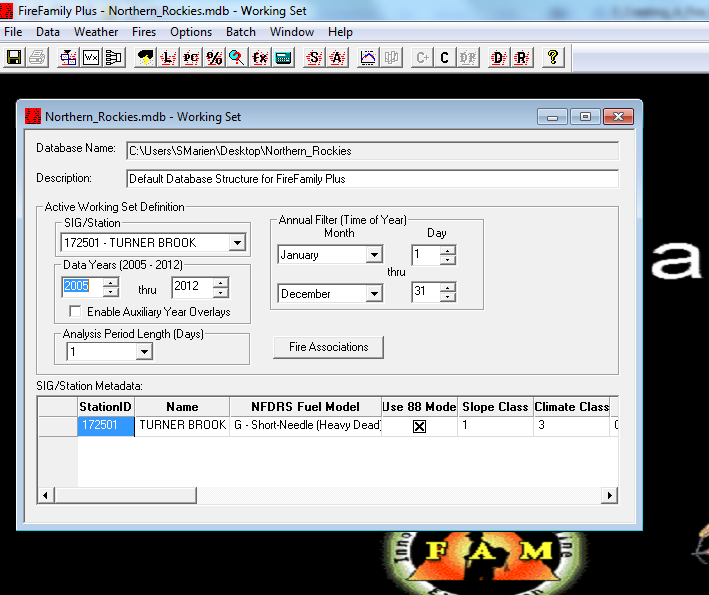 FireFamily Plus - Northern_Rockies.mdb - Working Set
File Data Weather Fires Options Batch Window Help
Wx L PC % fx S A C+ C DR D R ?
Northern_Rockies.mdb - Working Set
Database Name: C:\Users\SMarien\Desktop\Northern_Rockies
Description: Default Database Structure for FireFamily Plus
Active Working Set Definition
SIG/Station
172501 - TURNER BROOK
Data Years (2005 - 2012)
2005 thru 2012
Enable Auxiliary Year Overlays
Analysis Period Length (Days)
1
Annual Filter (Time of Year)
Month Day
January 1
thru
December 31
Fire Associations
a
SIG/Station Metadata:
StationID Name NFDRS Fuel Model Use 88 Mode Slope Class Climate Class
172501 TURNER BROOK G - Short-Needle (Heavy Dead) 1 3
F A M